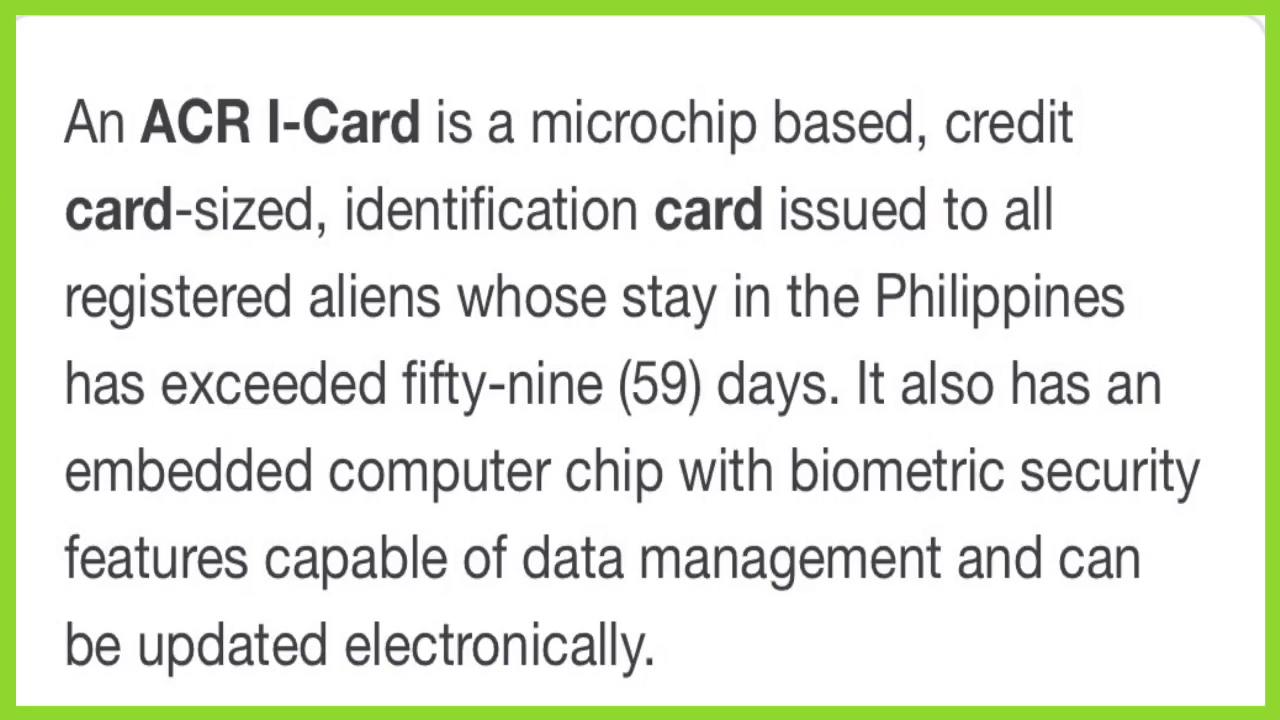 An ACR I-Card is a microchip based, credit
card-sized, identification card issued to all
registered aliens whose stay in the Philippines
has exceeded fifty-nine (59) days. It also has an
embedded computer chip with biometric security
features capable of data management and can
be updated electronically.